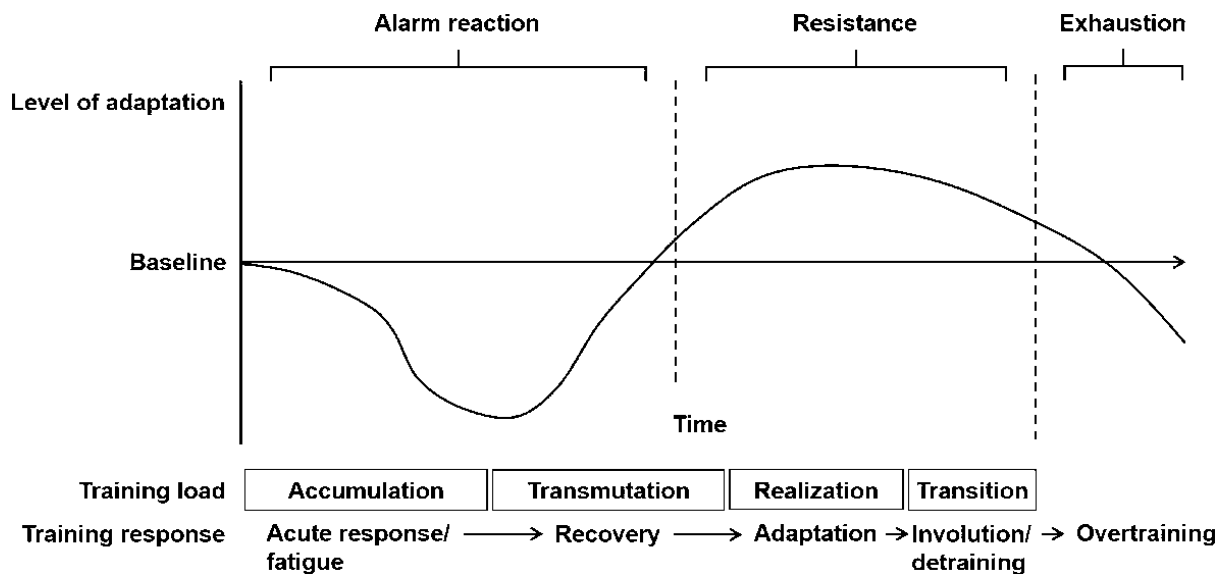 Alarm reaction
Resistance
Exhaustion
Level of adaptation
Baseline
Time
Training load
Accumulation
Transmutation
Realization
Transition
Training response
Acute response/
fatigue
Recovery
Adaptation
Involution/
detraining
Overtraining